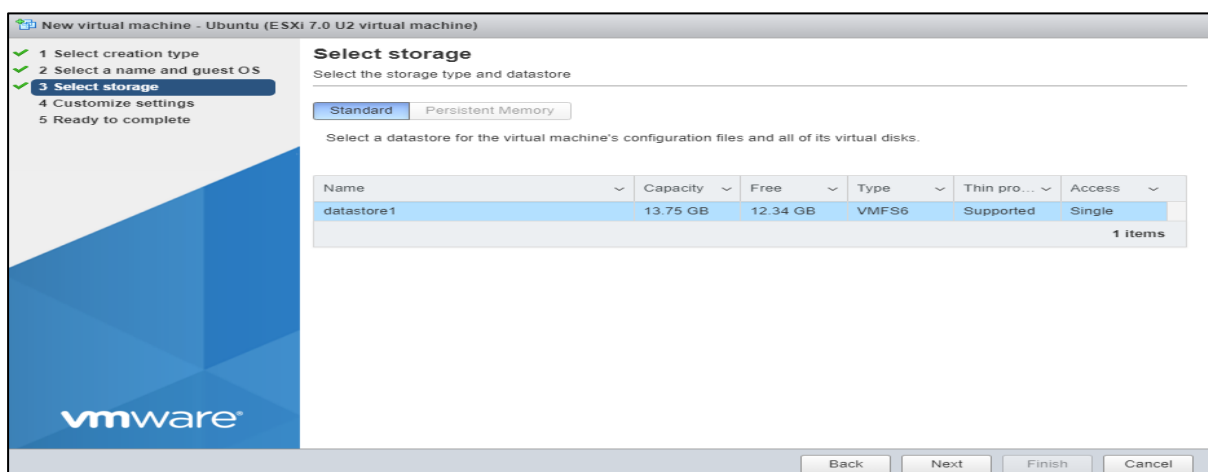 New virtual machine - Ubuntu (ESXi 7.0 U2 virtual machine)
1 Select creation type
2 Select a name and guest OS
3 Select storage
4 Customize settings
5 Ready to complete
vmware®
Select storage
Select the storage type and datastore
Standard Persistent Memory
Select a datastore for the virtual machine's configuration files and all of its virtual disks.
Name Capacity Free Type Thin pro... Access
datastore1 13.75 GB 12.34 GB VMFS6 Supported Single
1 items
Back Next Finish Cancel